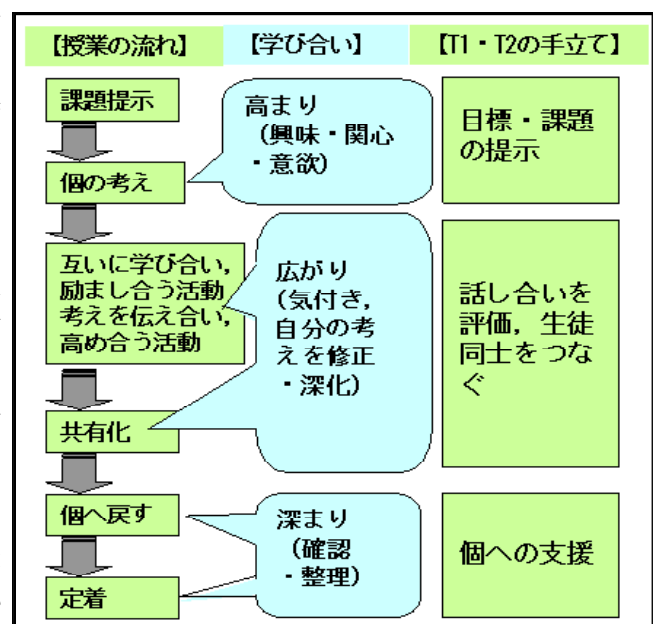 【授業の流れ】
【学び合い】
【T1・T2の手立て】
課題提示
個の考え
互いに学び合い，
励まし合う活動
考えを伝え合い，
高め合う活動
共有化
個へ戻す
定着
高まり
（興味・関心
・意欲）
広がり
（気付き，
自分の考
えを修正
・深化）
深まり
（確認
・整理）
目標・課題
の提示
話し合いを
評価，生徒
同士をつな
ぐ
個への支援